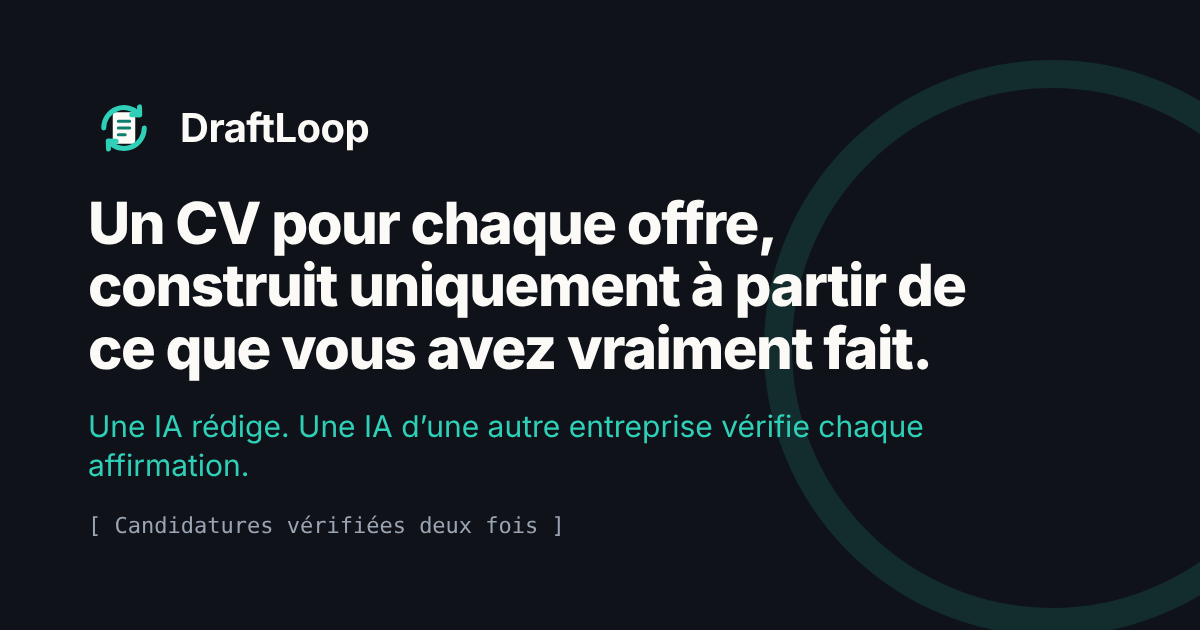 DraftLoop
Un CV pour chaque offre,
construit uniquement à partir de
ce que vous avez vraiment fait.
Une IA rédige. Une IA d’une autre entreprise vérifie chaque
affirmation.
[ Candidatures vérifiées deux fois ]